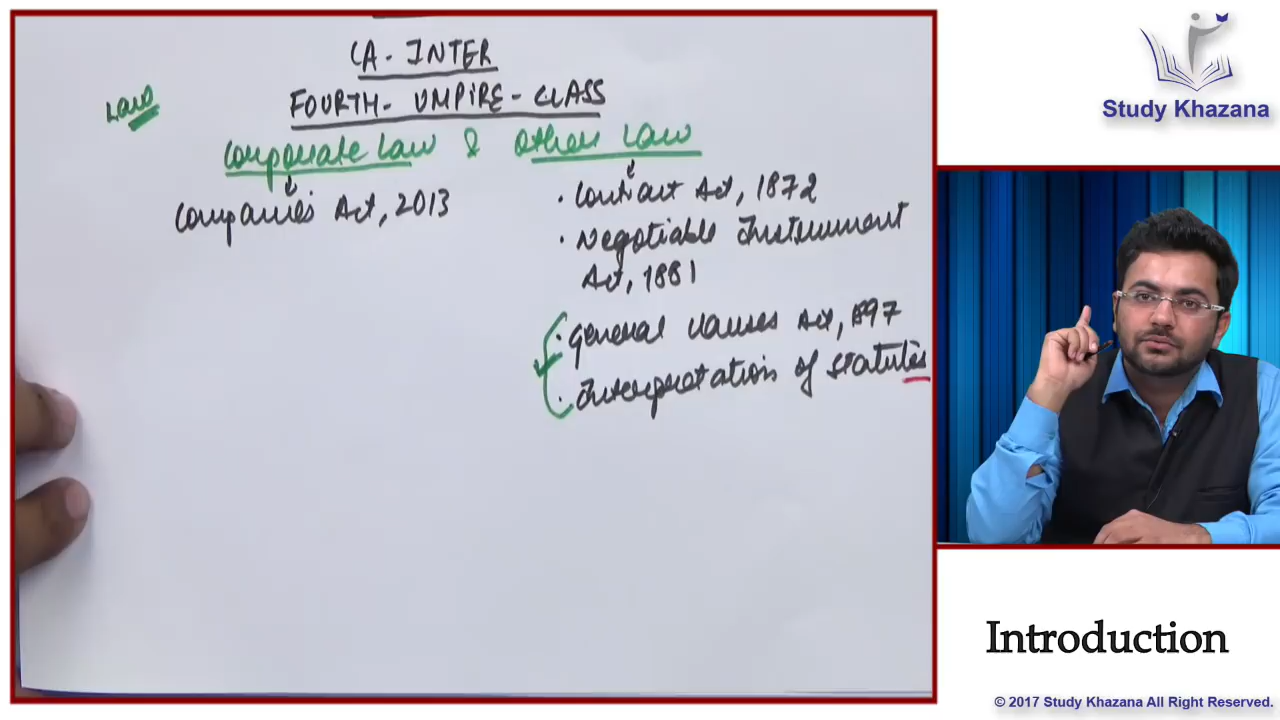 CA - INTER
FOURTH - UMPIRE - CLASS
Law
Corporate Law & Other Law
Companies Act, 2013
· Contract Act, 1872
· Negotiable Instrument
Act, 1881
· General Clauses Act, 1897
· Interpretation of Statutes
Study Khazana
Introduction
© 2017 Study Khazana All Right Reserved.